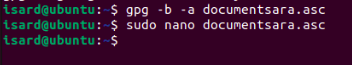 isard@ubuntu:~$ gpg -b -a documentsara.asc
isard@ubuntu:~$ sudo nano documentsara.asc
isard@ubuntu:~$